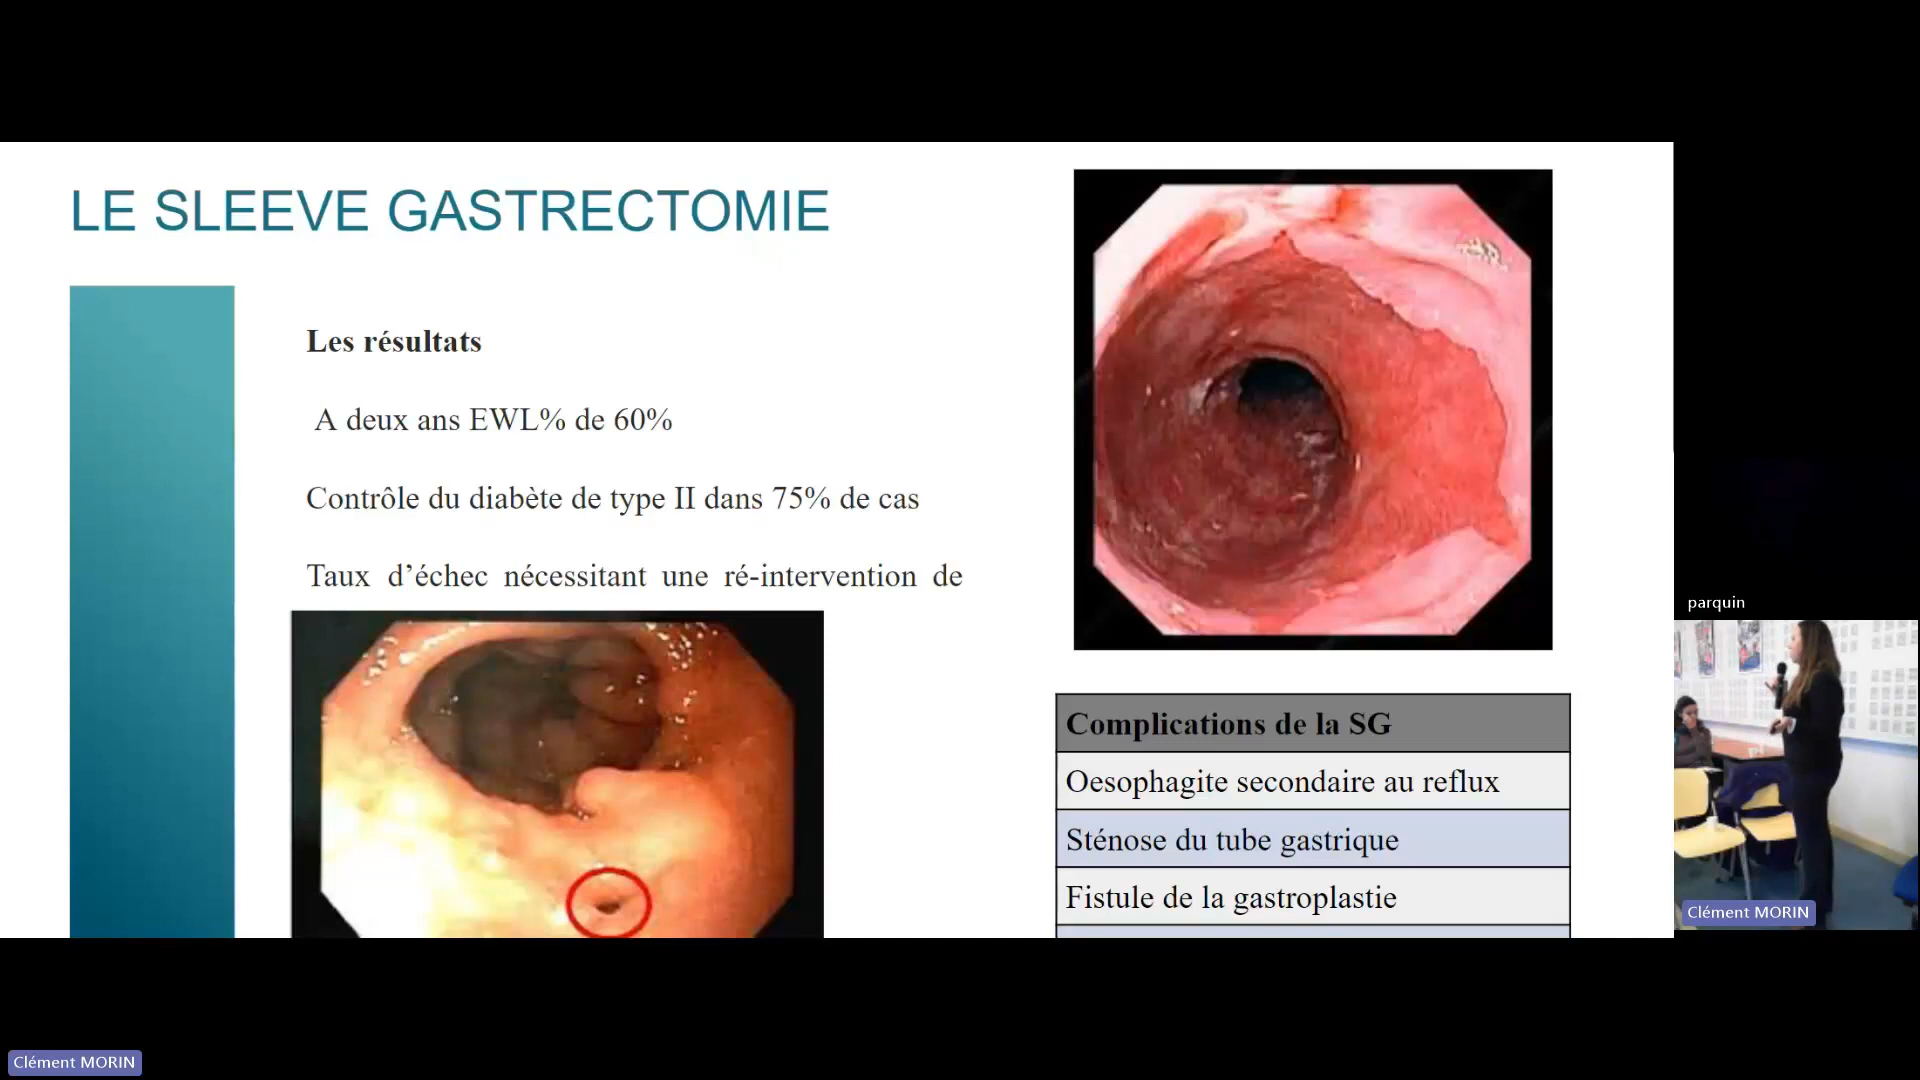 LE SLEEVE GASTRECTOMIE
Les résultats
A deux ans EWL% de 60%
Contrôle du diabète de type II dans 75% de cas
Taux d’échec nécessitant une ré-intervention de
Complications de la SG
Oesophagite secondaire au reflux
Sténose du tube gastrique
Fistule de la gastroplastie
parquin
Clément MORIN
Clément MORIN